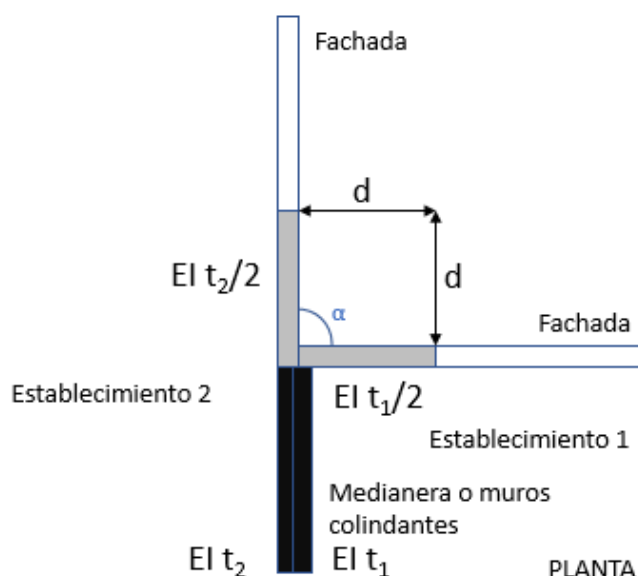 Fachada
d
EI t₂/2
d
α
Fachada
Establecimiento 2
EI t₁/2
Establecimiento 1
Medianera o muros
colindantes
EI t₂
EI t₁
PLANTA